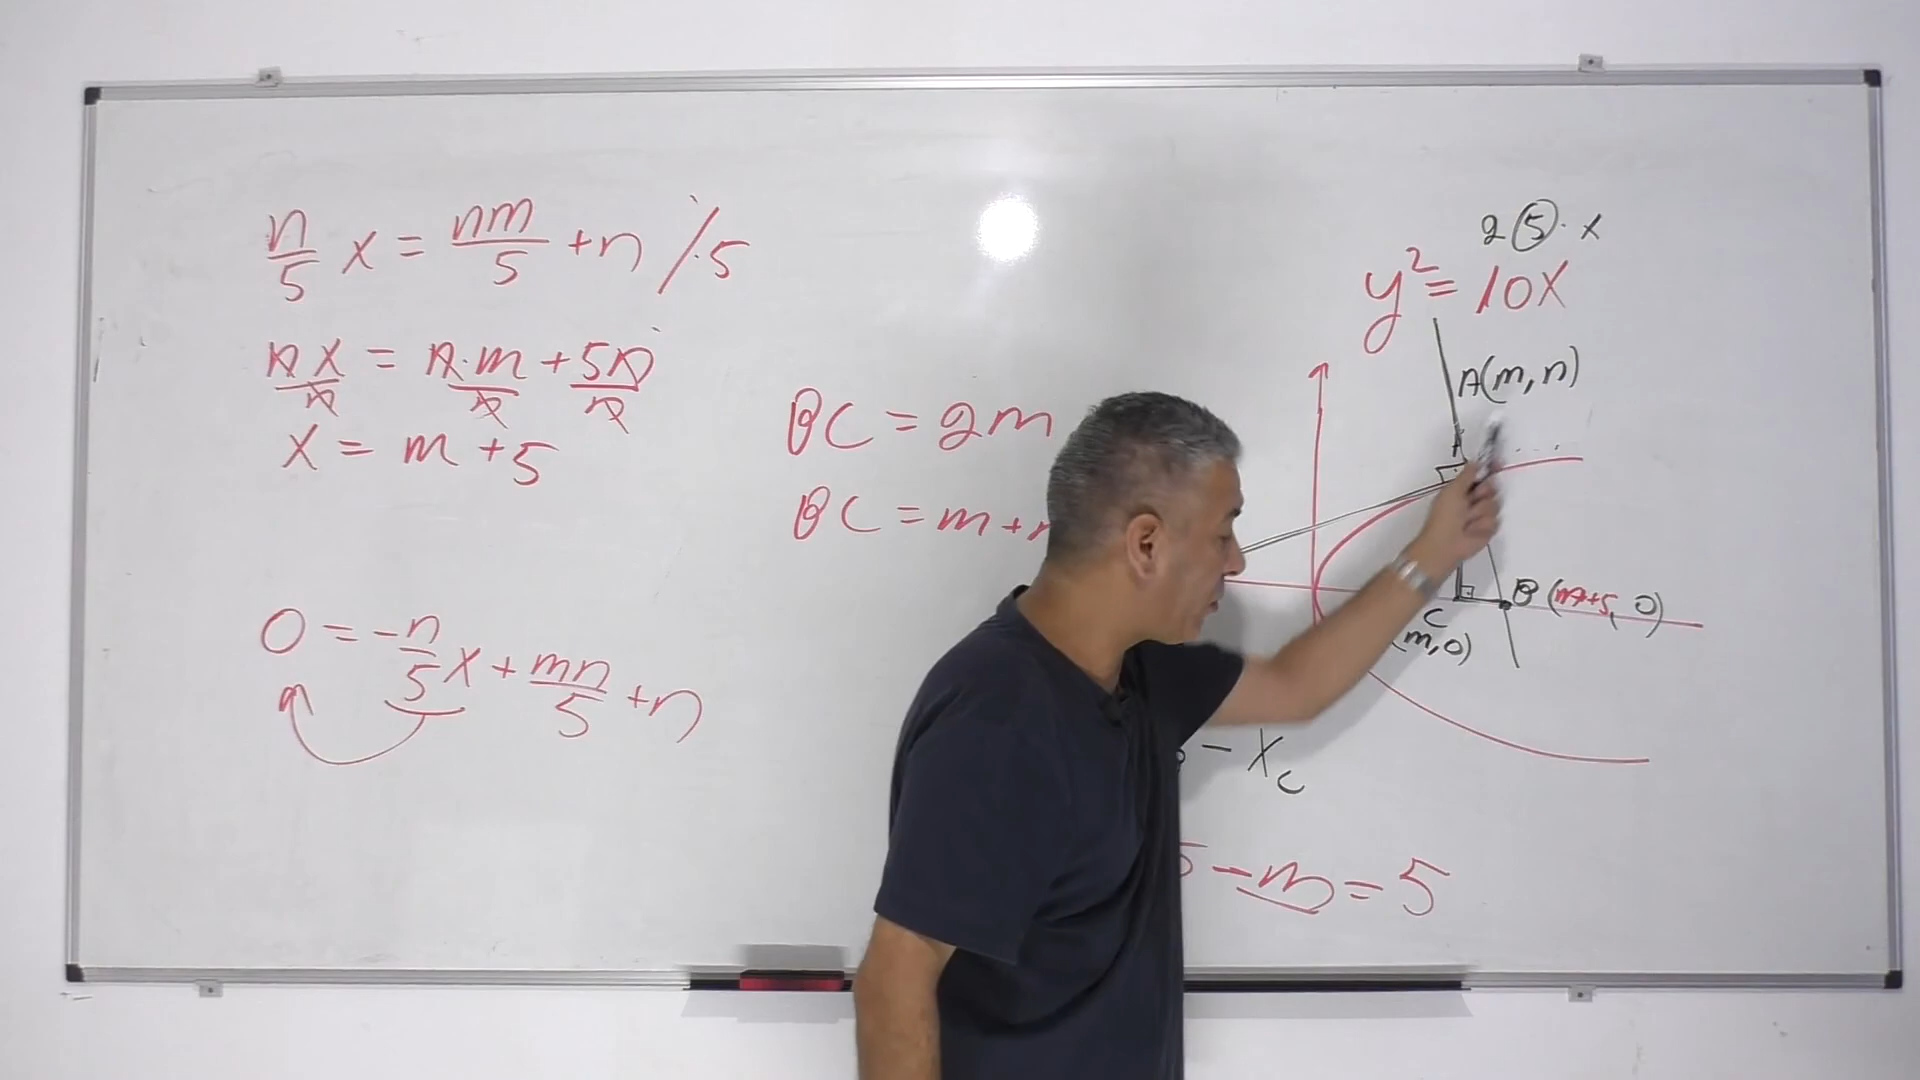 n/5 x = nm/5 + n /·5
nx/n = n·m/n + 5n/n
x = m + 5
0 = -n/5 x + mn/5 + n
BC = 2m
BC = m +
2 5 · x
y² = 10x
A(m, n)
B (m+5, 0)
C
(m, 0)
- x_C
5 - m = 5